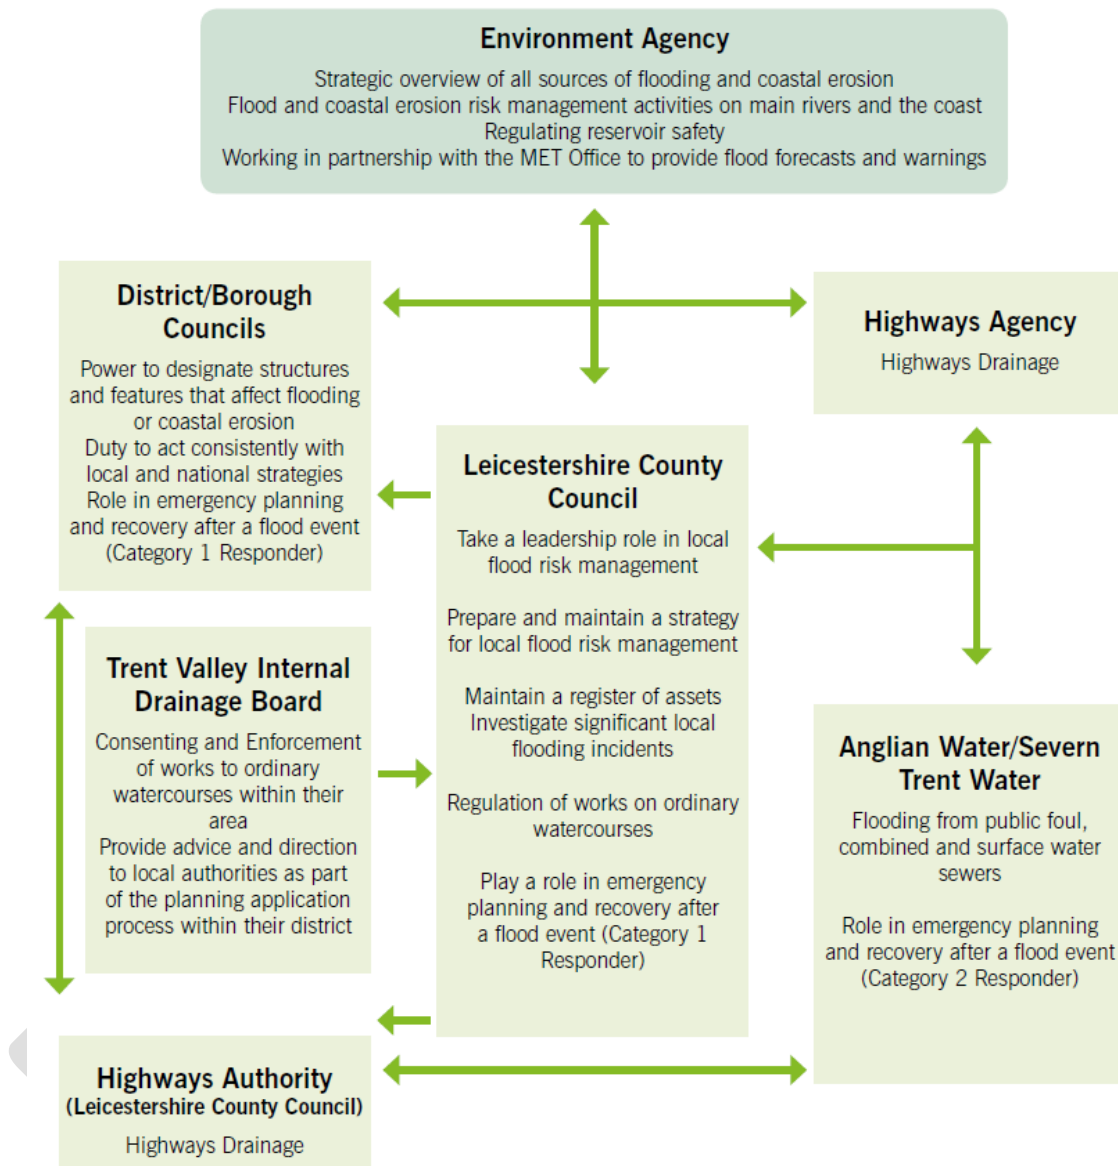 Environment Agency
Strategic overview of all sources of flooding and coastal erosion
Flood and coastal erosion risk management activities on main rivers and the coast
Regulating reservoir safety
Working in partnership with the MET Office to provide flood forecasts and warnings
District/Borough
Councils
Power to designate structures
and features that affect flooding
or coastal erosion
Duty to act consistently with
local and national strategies
Role in emergency planning
and recovery after a flood event
(Category 1 Responder)
Highways Agency
Highways Drainage
Leicestershire County
Council
Take a leadership role in local
flood risk management
Prepare and maintain a strategy
for local flood risk management
Maintain a register of assets
Investigate significant local
flooding incidents
Regulation of works on ordinary
watercourses
Play a role in emergency
planning and recovery after
a flood event (Category 1
Responder)
Trent Valley Internal
Drainage Board
Consenting and Enforcement
of works to ordinary
watercourses within their
area
Provide advice and direction
to local authorities as part
of the planning application
process within their district
Anglian Water/Severn
Trent Water
Flooding from public foul,
combined and surface water
sewers
Role in emergency planning
and recovery after a flood event
(Category 2 Responder)
Highways Authority
(Leicestershire County Council)
Highways Drainage